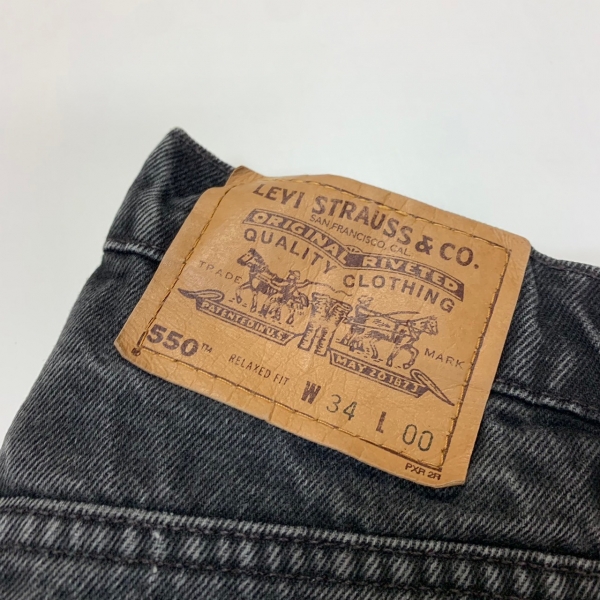 LEVI STRAUSS & CO.
SAN FRANCISCO, CAL.
ORIGINAL RIVETED
QUALITY CLOTHING
TRADE MARK
PATENTED IN U.S. MAY 20 1873
550™ RELAXED FIT W 34 L 00
PXR 2R